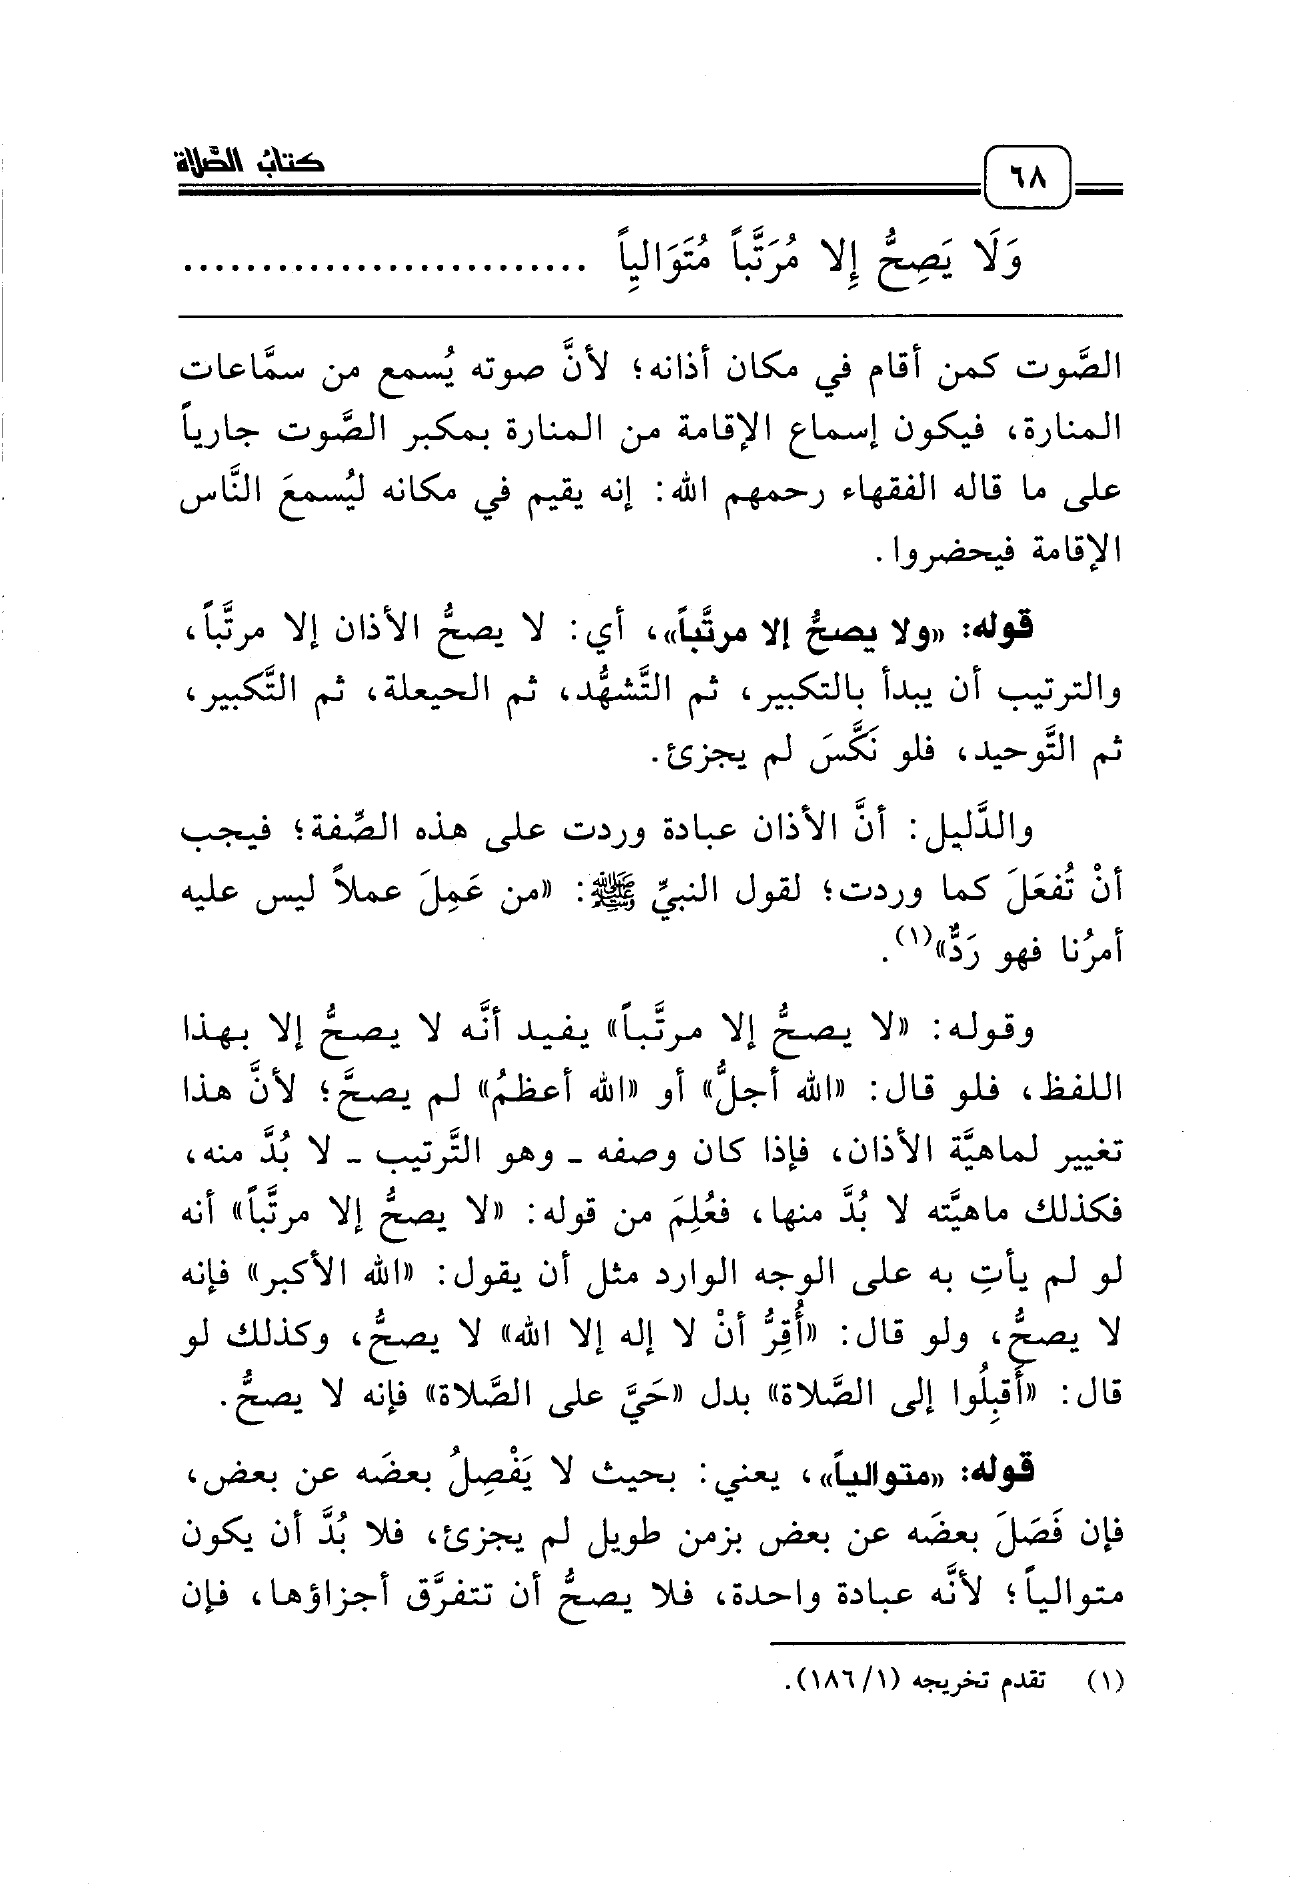 كتابُ الصَّلاة
٦٨
وَلَا يَصِحُّ إِلا مُرَتَّباً مُتَوَالِياً ..........................
الصَّوت كمن أقام في مكان أذانه؛ لأنَّ صوته يُسمع من سمَّاعات
المنارة، فيكون إسماع الإقامة من المنارة بمكبر الصَّوت جارياً
على ما قاله الفقهاء رحمهم الله: إنه يقيم في مكانه ليُسمعَ النَّاس
الإقامة فيحضروا.
قوله: «ولا يصحُّ إلا مرتَّباً»، أي: لا يصحُّ الأذان إلا مرتَّباً،
والترتيب أن يبدأ بالتكبير، ثم التَّشهُّد، ثم الحيعلة، ثم التَّكبير،
ثم التَّوحيد، فلو نَكَّسَ لم يجزئ.
والدَّليل: أنَّ الأذان عبادة وردت على هذه الصِّفة؛ فيجب
أنْ تُفعَلَ كما وردت؛ لقول النبيِّ ﷺ: «من عَمِلَ عملاً ليس عليه
أمرُنا فهو رَدٌّ»(١).
وقوله: «لا يصحُّ إلا مرتَّباً» يفيد أنَّه لا يصحُّ إلا بهذا
اللفظ، فلو قال: «الله أجلُّ» أو «الله أعظمُ» لم يصحَّ؛ لأنَّ هذا
تغيير لماهيَّة الأذان، فإذا كان وصفه ـ وهو التَّرتيب ـ لا بُدَّ منه،
فكذلك ماهيَّته لا بُدَّ منها، فعُلِمَ من قوله: «لا يصحُّ إلا مرتَّباً» أنه
لو لم يأتِ به على الوجه الوارد مثل أن يقول: «الله الأكبر» فإنه
لا يصحُّ، ولو قال: «أُقِرُّ أنْ لا إله إلا الله» لا يصحُّ، وكذلك لو
قال: «أَقبِلُوا إلى الصَّلاة» بدل «حَيَّ على الصَّلاة» فإنه لا يصحُّ.
قوله: «متوالياً»، يعني: بحيث لا يَفْصِلُ بعضَه عن بعض،
فإن فَصَلَ بعضَه عن بعض بزمن طويل لم يجزئ، فلا بُدَّ أن يكون
متوالياً؛ لأنَّه عبادة واحدة، فلا يصحُّ أن تتفرَّق أجزاؤها، فإن
(١) تقدم تخريجه (١/١٨٦).